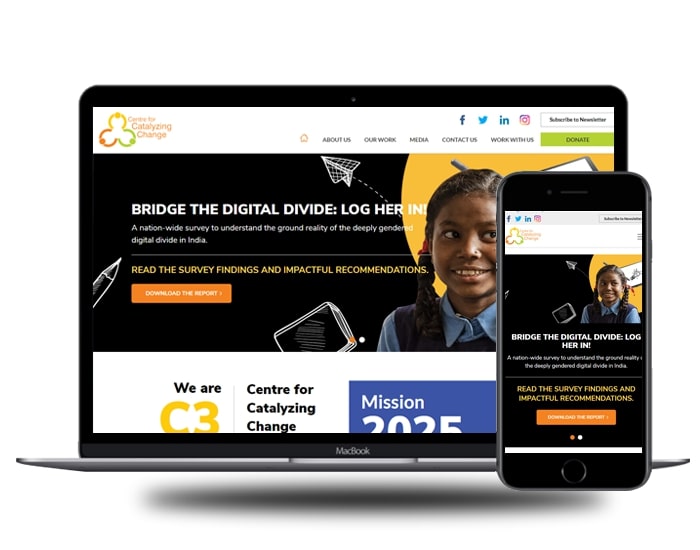 Centre for
Catalyzing
Change
Subscribe to Newsletter
ABOUT US
OUR WORK
MEDIA
CONTACT US
WORK WITH US
DONATE
BRIDGE THE DIGITAL DIVIDE: LOG HER IN!
A nation-wide survey to understand the ground reality of the deeply gendered
digital divide in India.
READ THE SURVEY FINDINGS AND IMPACTFUL RECOMMENDATIONS.
DOWNLOAD THE REPORT ›
We are
C3
Centre for
Catalyzing
Change
Mission
2025
MacBook
Subscribe to Newslette
Centre for
Catalyzing
Change
BRIDGE THE DIGITAL DIVIDE: LOG
HER IN!
A nation-wide survey to understand the ground reality o
the deeply gendered digital divide in India.
READ THE SURVEY FINDINGS AND
IMPACTFUL RECOMMENDATIONS.
DOWNLOAD THE REPORT ›